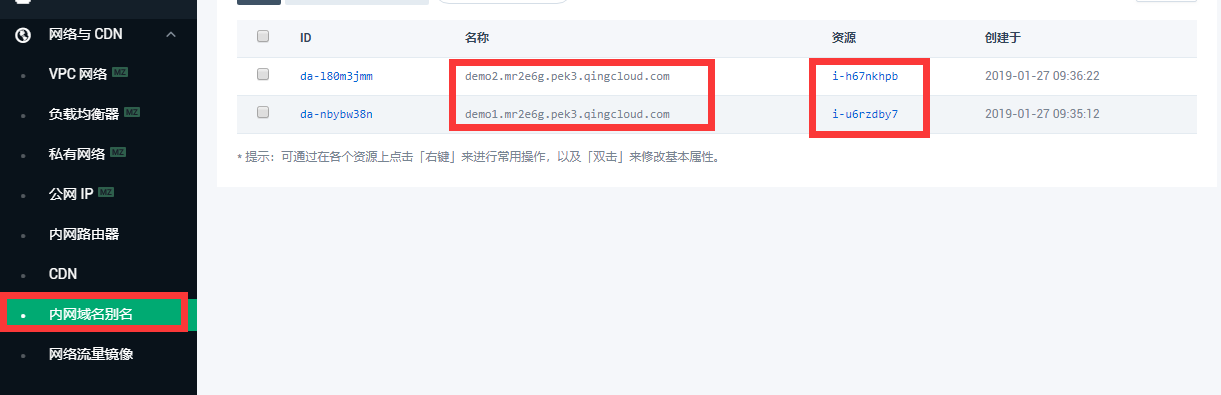 网络与 CDN
VPC 网络 MZ
负载均衡器 MZ
私有网络 MZ
公网 IP MZ
内网路由器
CDN
内网域名别名
网络流量镜像
ID 名称 资源 创建于
da-l80m3jmm demo2.mr2e6g.pek3.qingcloud.com i-h67nkhpb 2019-01-27 09:36:22
da-nbybw38n demo1.mr2e6g.pek3.qingcloud.com i-u6rzdby7 2019-01-27 09:35:12
* 提示：可通过在各个资源上点击「右键」来进行常用操作，以及「双击」来修改基本属性。